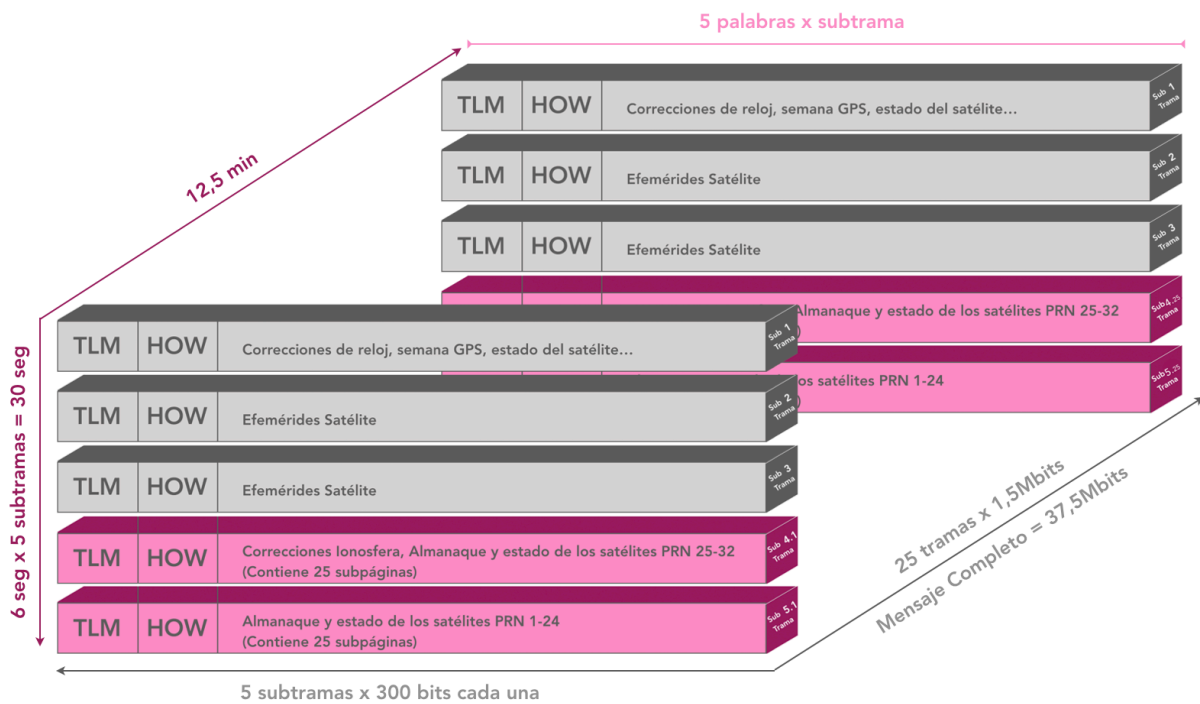 5 palabras x subtrama
12,5 min
TLM HOW Correcciones de reloj, semana GPS, estado del satélite... Sub 1 Trama
TLM HOW Efemérides Satélite Sub 2 Trama
TLM HOW Efemérides Satélite Sub 3 Trama
Almanaque y estado de los satélites PRN 25-32 Sub4.25 Trama
)
os satélites PRN 1-24 Sub5.25 Trama
)
6 seg x 5 subtramas = 30 seg
TLM HOW Correcciones de reloj, semana GPS, estado del satélite... Sub 1 Trama
TLM HOW Efemérides Satélite Sub 2 Trama
TLM HOW Efemérides Satélite Sub 3 Trama
TLM HOW Correcciones Ionosfera, Almanaque y estado de los satélites PRN 25-32 Sub 4.1 Trama
(Contiene 25 subpáginas)
TLM HOW Almanaque y estado de los satélites PRN 1-24 Sub 5.1 Trama
(Contiene 25 subpáginas)
25 tramas x 1,5Mbits
Mensaje Completo = 37,5Mbits
5 subtramas x 300 bits cada una